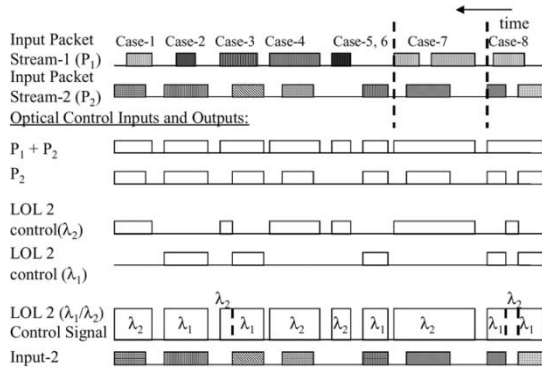 time
Input Packet Case-1 Case-2 Case-3 Case-4 Case-5, 6 Case-7 Case-8
Stream-1 (P₁)
Input Packet
Stream-2 (P₂)
Optical Control Inputs and Outputs:
P₁ + P₂
P₂
LOL 2
control(λ₂)
LOL 2
control (λ₁)
λ₂ λ₂
LOL 2 (λ₁/λ₂) λ₂ λ₁ λ₁ λ₂ λ₂ λ₁ λ₂ λ₁ λ₁
Control Signal
Input-2